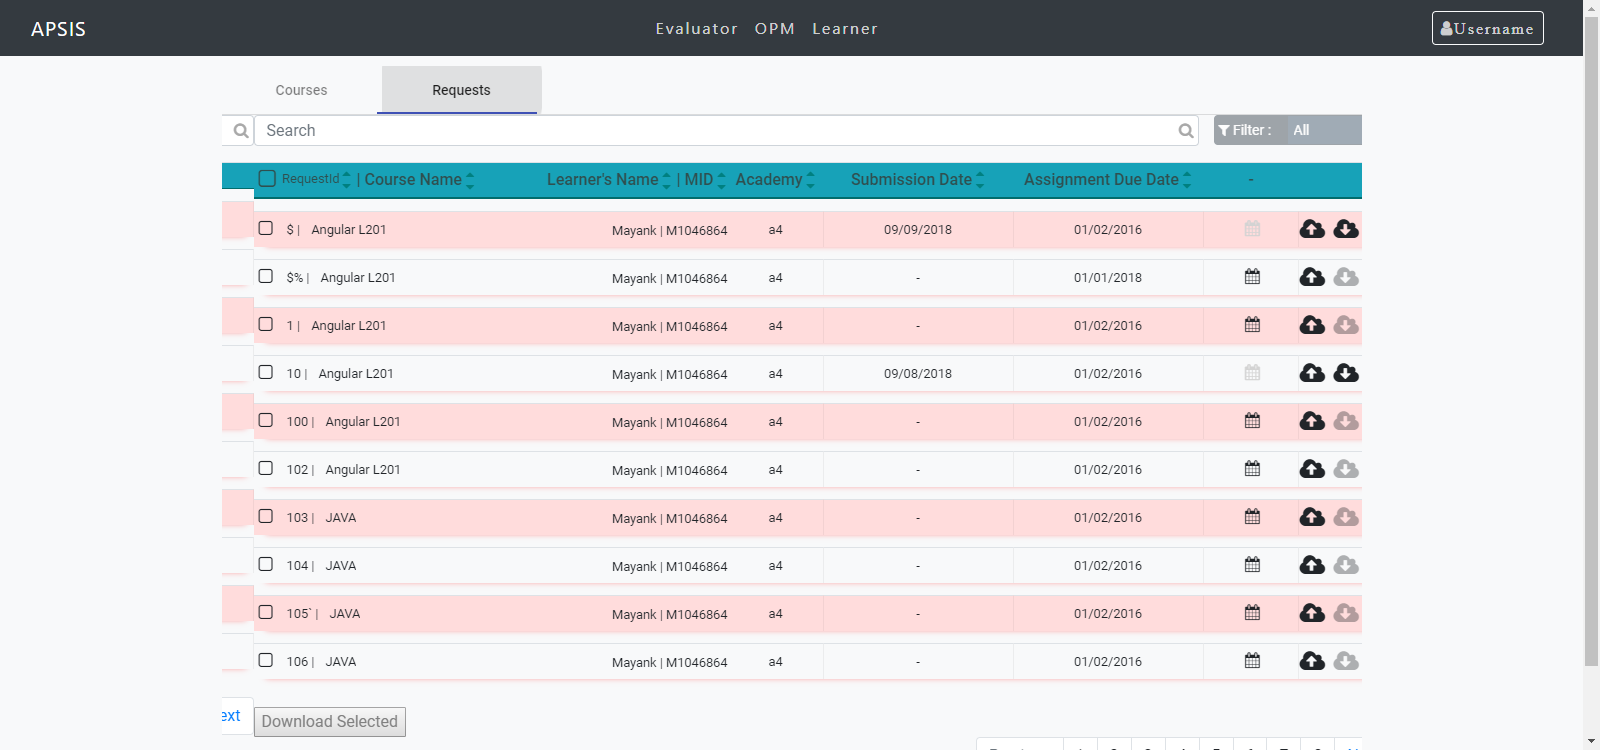 APSIS Evaluator OPM Learner Username
Courses Requests
Search Filter : All
RequestId | Course Name Learner's Name | MID Academy Submission Date Assignment Due Date -
$ | Angular L201 Mayank | M1046864 a4 09/09/2018 01/02/2016
$% | Angular L201 Mayank | M1046864 a4 - 01/01/2018
1 | Angular L201 Mayank | M1046864 a4 - 01/02/2016
10 | Angular L201 Mayank | M1046864 a4 09/08/2018 01/02/2016
100 | Angular L201 Mayank | M1046864 a4 - 01/02/2016
102 | Angular L201 Mayank | M1046864 a4 - 01/02/2016
103 | JAVA Mayank | M1046864 a4 - 01/02/2016
104 | JAVA Mayank | M1046864 a4 - 01/02/2016
105` | JAVA Mayank | M1046864 a4 - 01/02/2016
106 | JAVA Mayank | M1046864 a4 - 01/02/2016
ext Download Selected